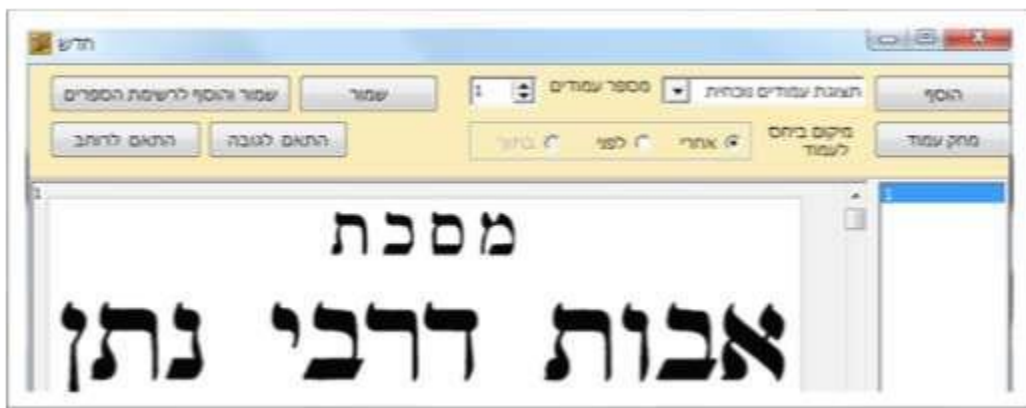 חדש
הוסף תצוגת עמודים נוכחית מספר עמודים 1 שמור שמור והוסף לרשימת הספרים
מחק עמוד מיקום ביחס לעמוד אחרי לפני בתוך התאם לגובה התאם לרוחב
1
1
מסכת
אבות דרבי נתן